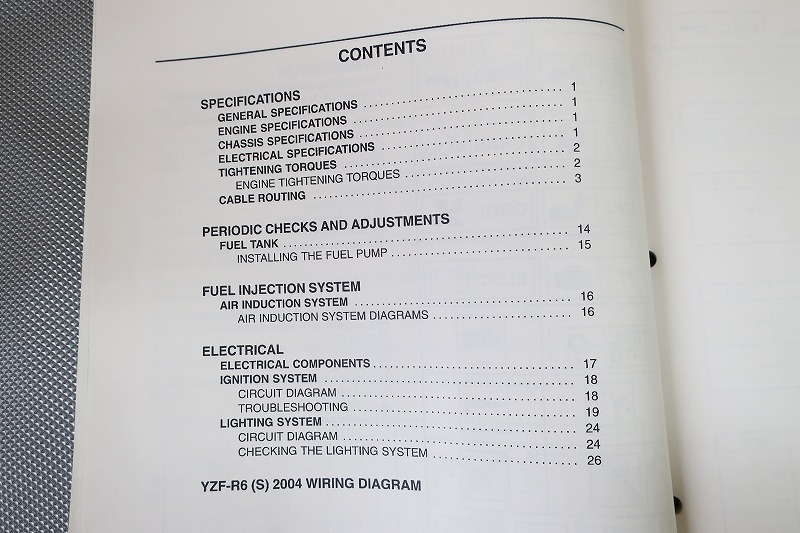 CONTENTS
SPECIFICATIONS
GENERAL SPECIFICATIONS ........................................ 1
ENGINE SPECIFICATIONS ........................................ 1
CHASSIS SPECIFICATIONS ........................................ 1
ELECTRICAL SPECIFICATIONS ........................................ 1
TIGHTENING TORQUES ........................................ 2
ENGINE TIGHTENING TORQUES ........................................ 2
CABLE ROUTING ........................................ 3
PERIODIC CHECKS AND ADJUSTMENTS
FUEL TANK ........................................ 14
INSTALLING THE FUEL PUMP ........................................ 15
FUEL INJECTION SYSTEM
AIR INDUCTION SYSTEM ........................................ 16
AIR INDUCTION SYSTEM DIAGRAMS ........................................ 16
ELECTRICAL
ELECTRICAL COMPONENTS ........................................ 17
IGNITION SYSTEM ........................................ 18
CIRCUIT DIAGRAM ........................................ 18
TROUBLESHOOTING ........................................ 19
LIGHTING SYSTEM ........................................ 24
CIRCUIT DIAGRAM ........................................ 24
CHECKING THE LIGHTING SYSTEM ........................................ 26
YZF-R6 (S) 2004 WIRING DIAGRAM